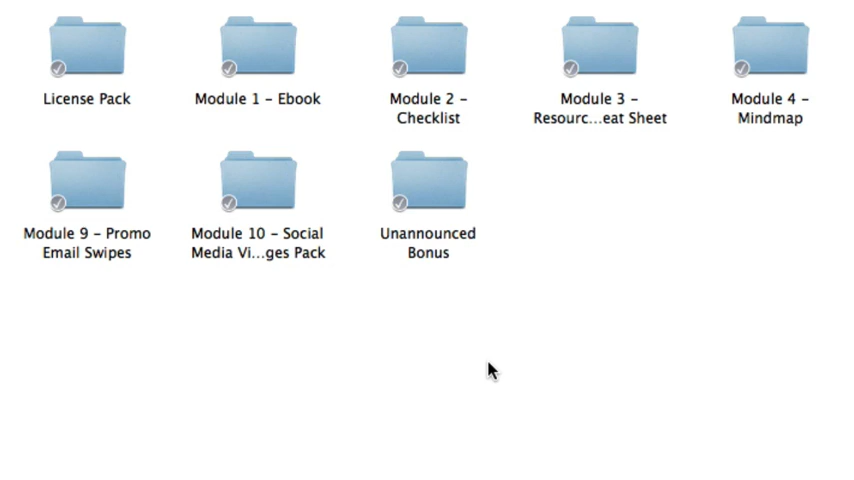 License Pack
Module 1 – Ebook
Module 2 –
Checklist
Module 3 –
Resourc...eat Sheet
Module 4 –
Mindmap
Module 9 – Promo
Email Swipes
Module 10 – Social
Media Vi...ges Pack
Unannounced
Bonus